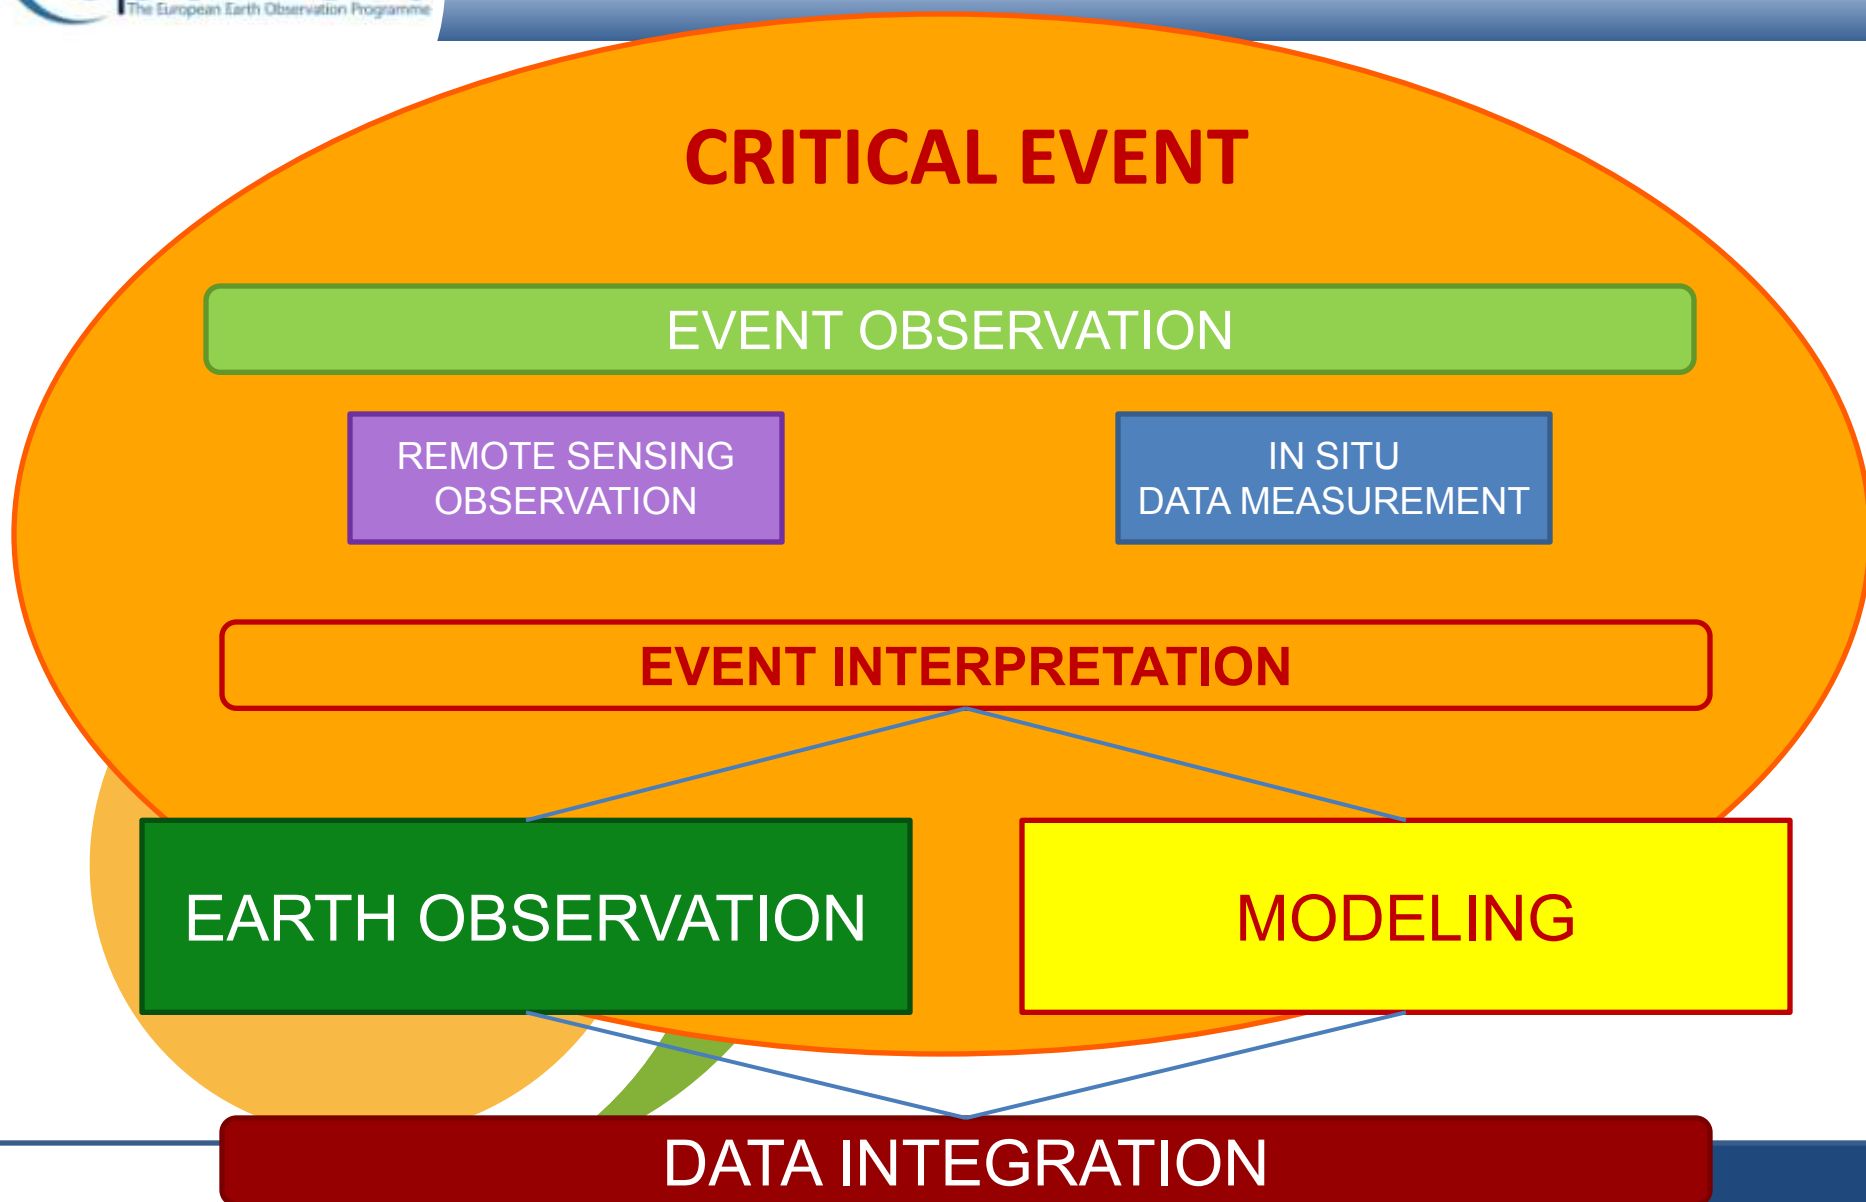 The European Earth Observation Programme
CRITICAL EVENT
EVENT OBSERVATION
REMOTE SENSING
OBSERVATION
IN SITU
DATA MEASUREMENT
EVENT INTERPRETATION
EARTH OBSERVATION
MODELING
DATA INTEGRATION